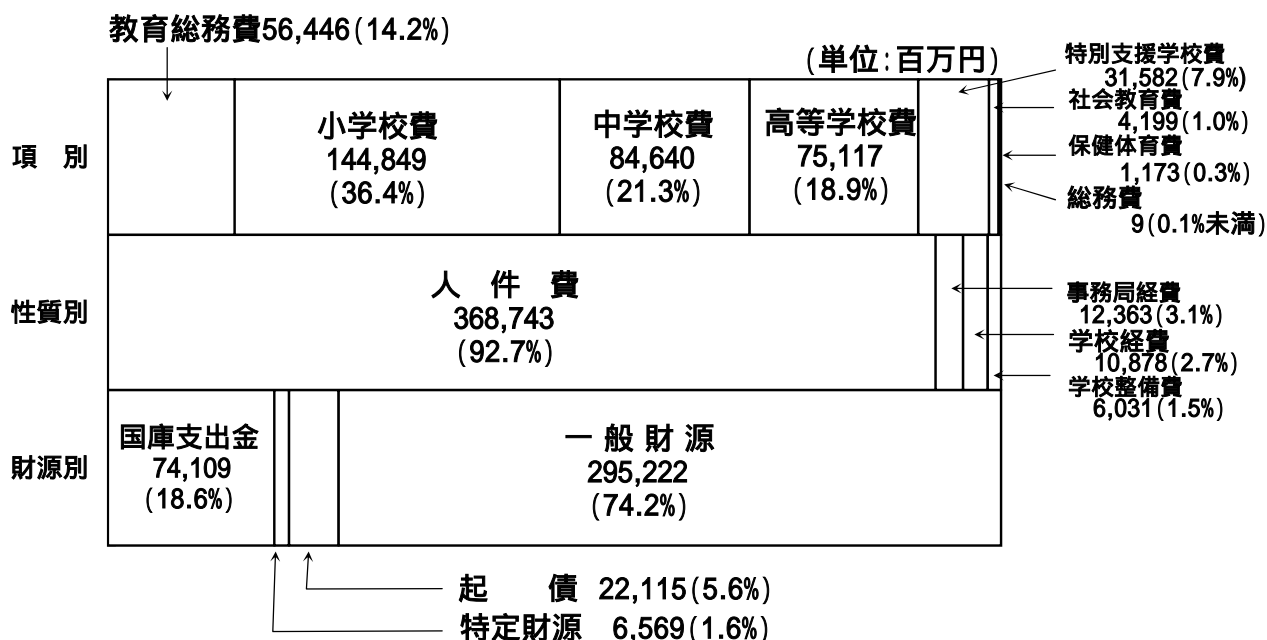 教育総務費56,446(14.2%)
(単位:百万円)
項 別
小学校費
144,849
(36.4%)
中学校費
84,640
(21.3%)
高等学校費
75,117
(18.9%)
特別支援学校費
31,582(7.9%)
社会教育費
4,199(1.0%)
保健体育費
1,173(0.3%)
総務費
9(0.1%未満)
性質別
人 件 費
368,743
(92.7%)
事務局経費
12,363(3.1%)
学校経費
10,878(2.7%)
学校整備費
6,031(1.5%)
財源別
国庫支出金
74,109
(18.6%)
一 般 財 源
295,222
(74.2%)
起 債 22,115(5.6%)
特定財源 6,569(1.6%)